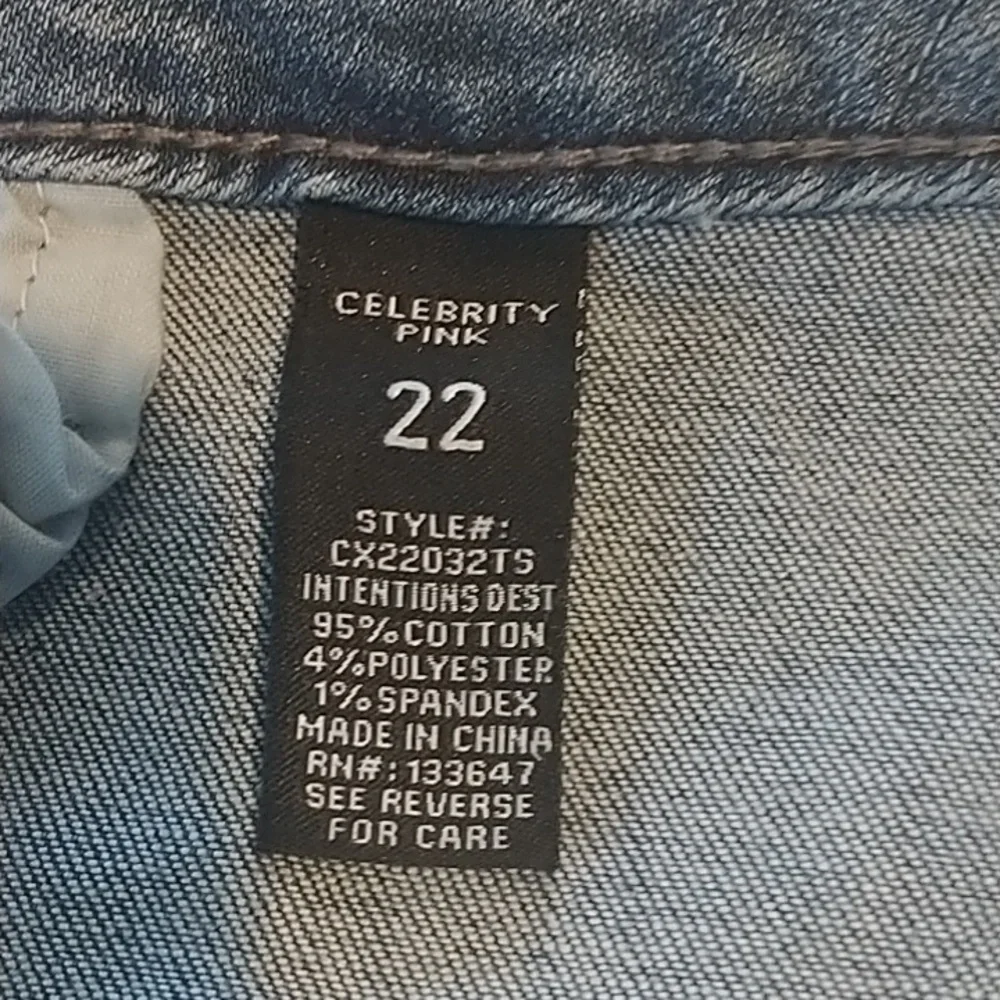 CELEBRITY
PINK
22
STYLE#:
CX22032TS
INTENTIONS DEST
95%COTTON
4%POLYESTER
1%SPANDEX
MADE IN CHINA
RN#:133647
SEE REVERSE
FOR CARE